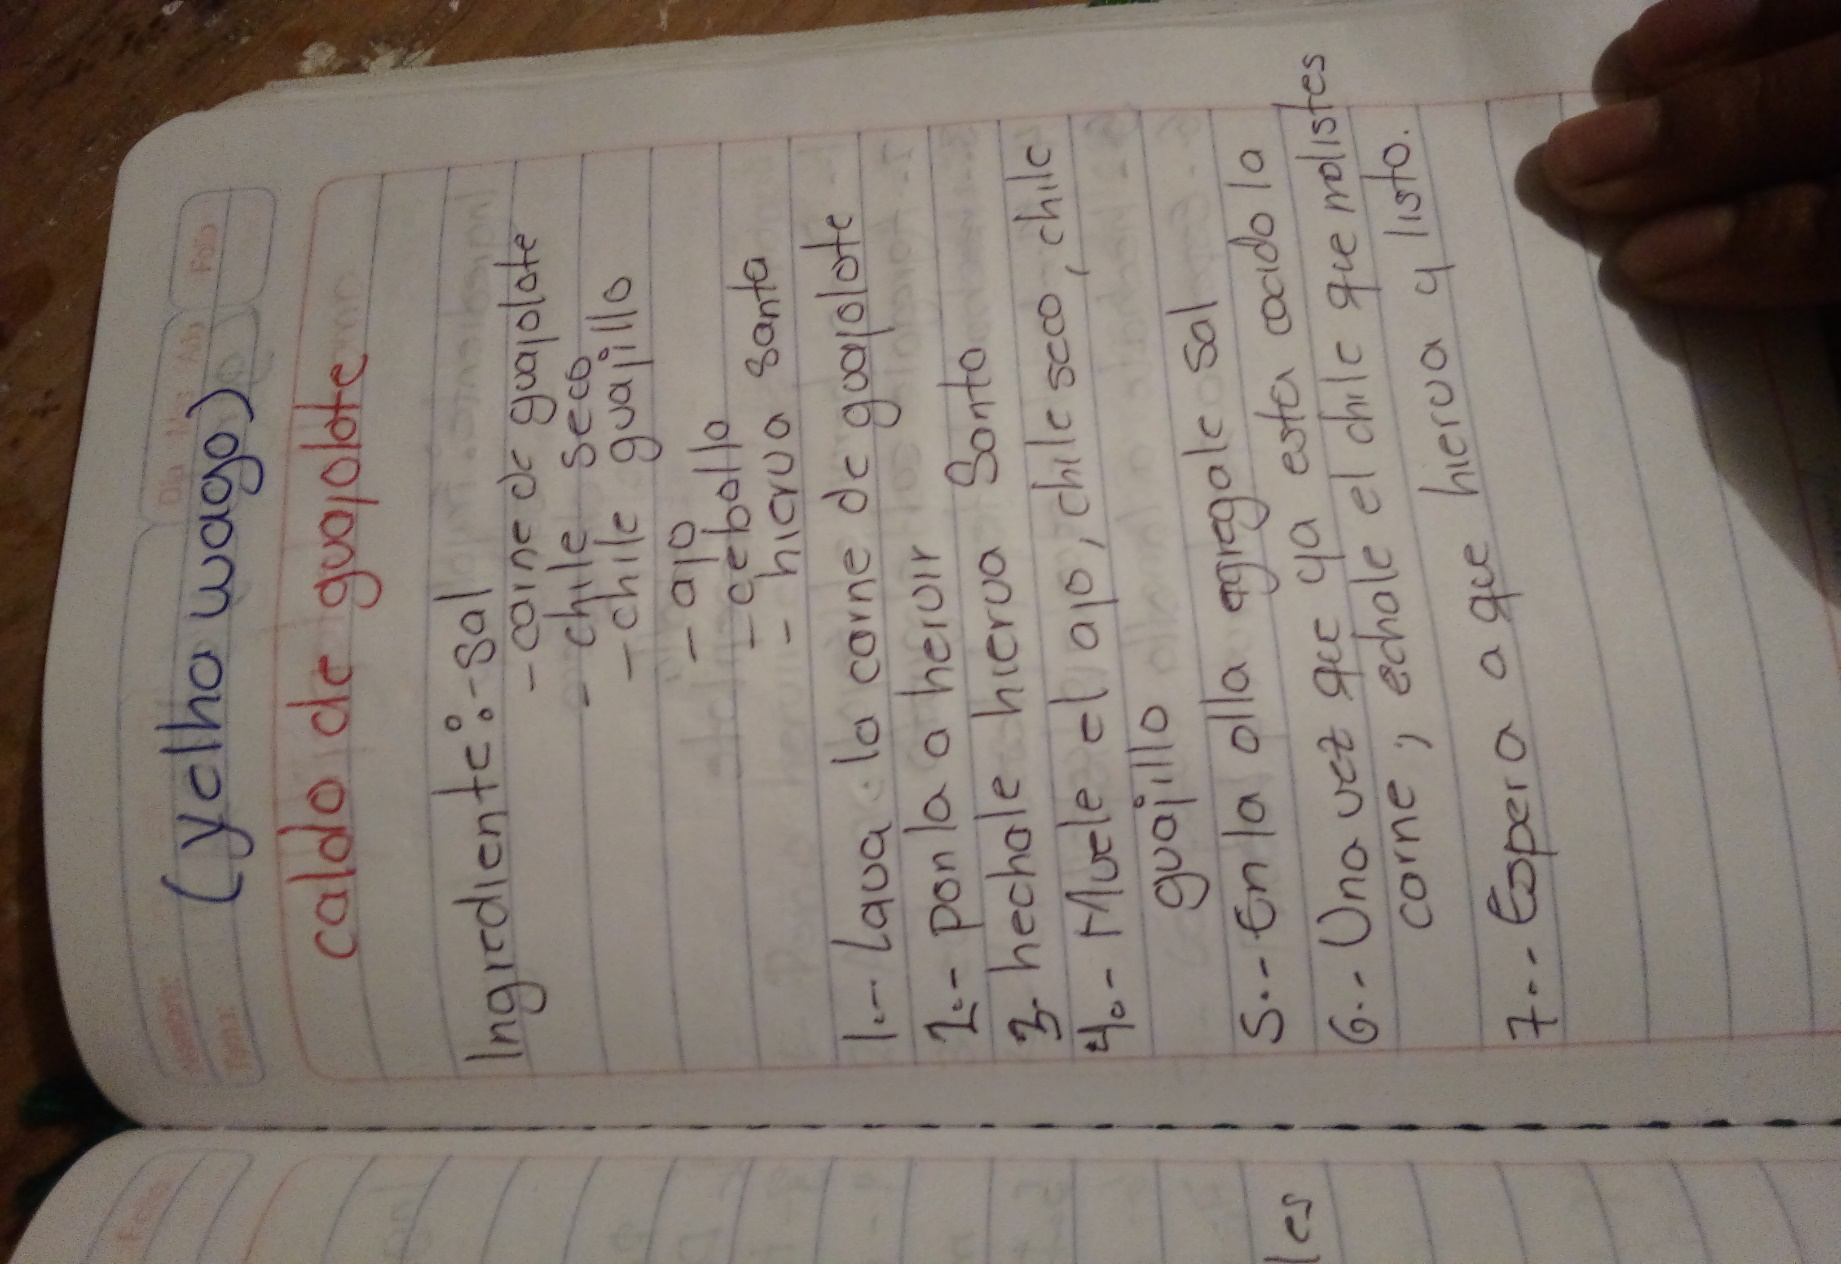 (yelha wago)
caldo de guajolote
Ingrediente: -sal
-carne de guajolote
- chile seco
-chile guajillo
-ajo
-cebolla
- hierva santa
1.- Lava la carne de guajolote
2.- ponla a hervir
3.- hechale hierva Santa
4.- Muele el ajo, chile seco, chile
guajillo
5.- En la olla agregale sal
6.- Una vez que ya esta cocido la
carne, echale el chile que molistes
7.- Espera a que hierva y listo.
les